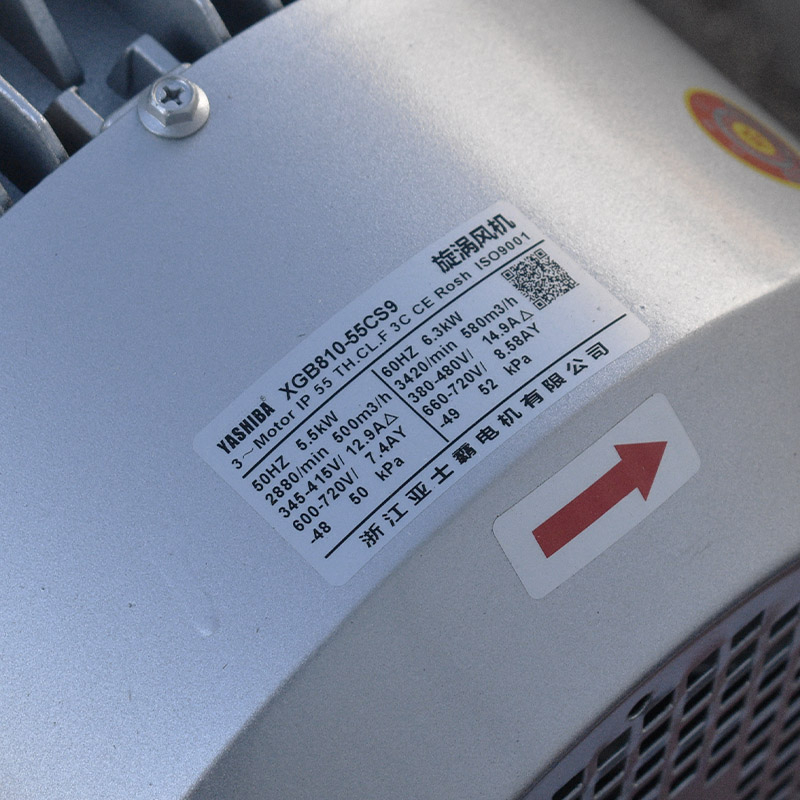 YASHIBA XGB810-55CS9 旋涡风机
3～Motor IP 55 TH.CL.F 3C CE Rosh ISO9001
50HZ 5.5kW
2880/min 500m3/h
345-415V/ 12.9A△
600-720V/ 7.4AY
-48 50 kPa
60HZ 6.3kW
3420/min 580m3/h
380-480V/ 14.9A△
660-720V/ 8.58AY
-49 52 kPa
浙江亚士霸电机有限公司